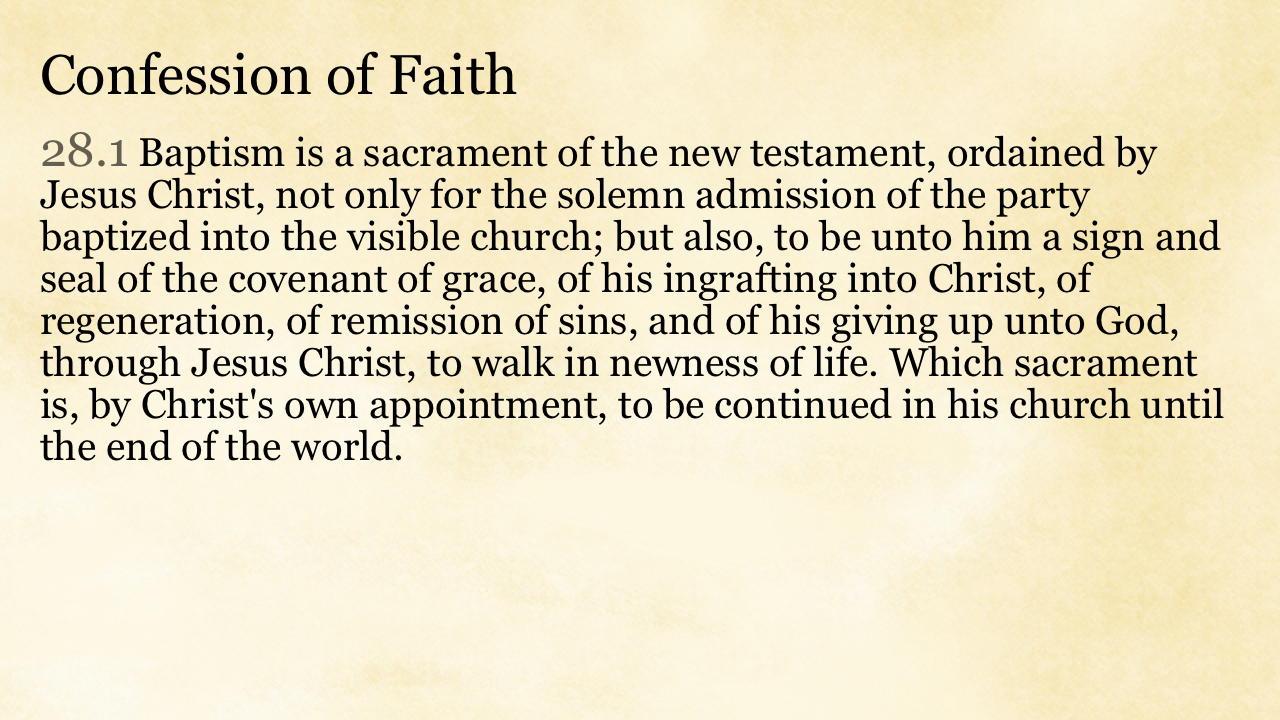 Confession of Faith
28.1 Baptism is a sacrament of the new testament, ordained by
Jesus Christ, not only for the solemn admission of the party
baptized into the visible church; but also, to be unto him a sign and
seal of the covenant of grace, of his ingrafting into Christ, of
regeneration, of remission of sins, and of his giving up unto God,
through Jesus Christ, to walk in newness of life. Which sacrament
is, by Christ's own appointment, to be continued in his church until
the end of the world.